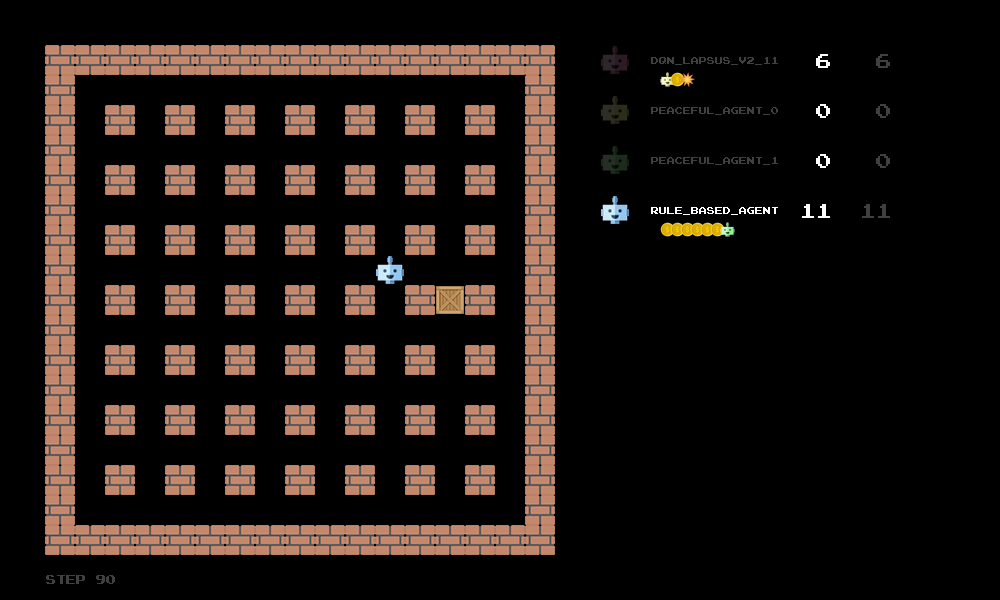 DQN_LAPSUS_V2_11 6 6
PEACEFUL_AGENT_0 0 0
PEACEFUL_AGENT_1 0 0
RULE_BASED_AGENT 11 11
STEP 90